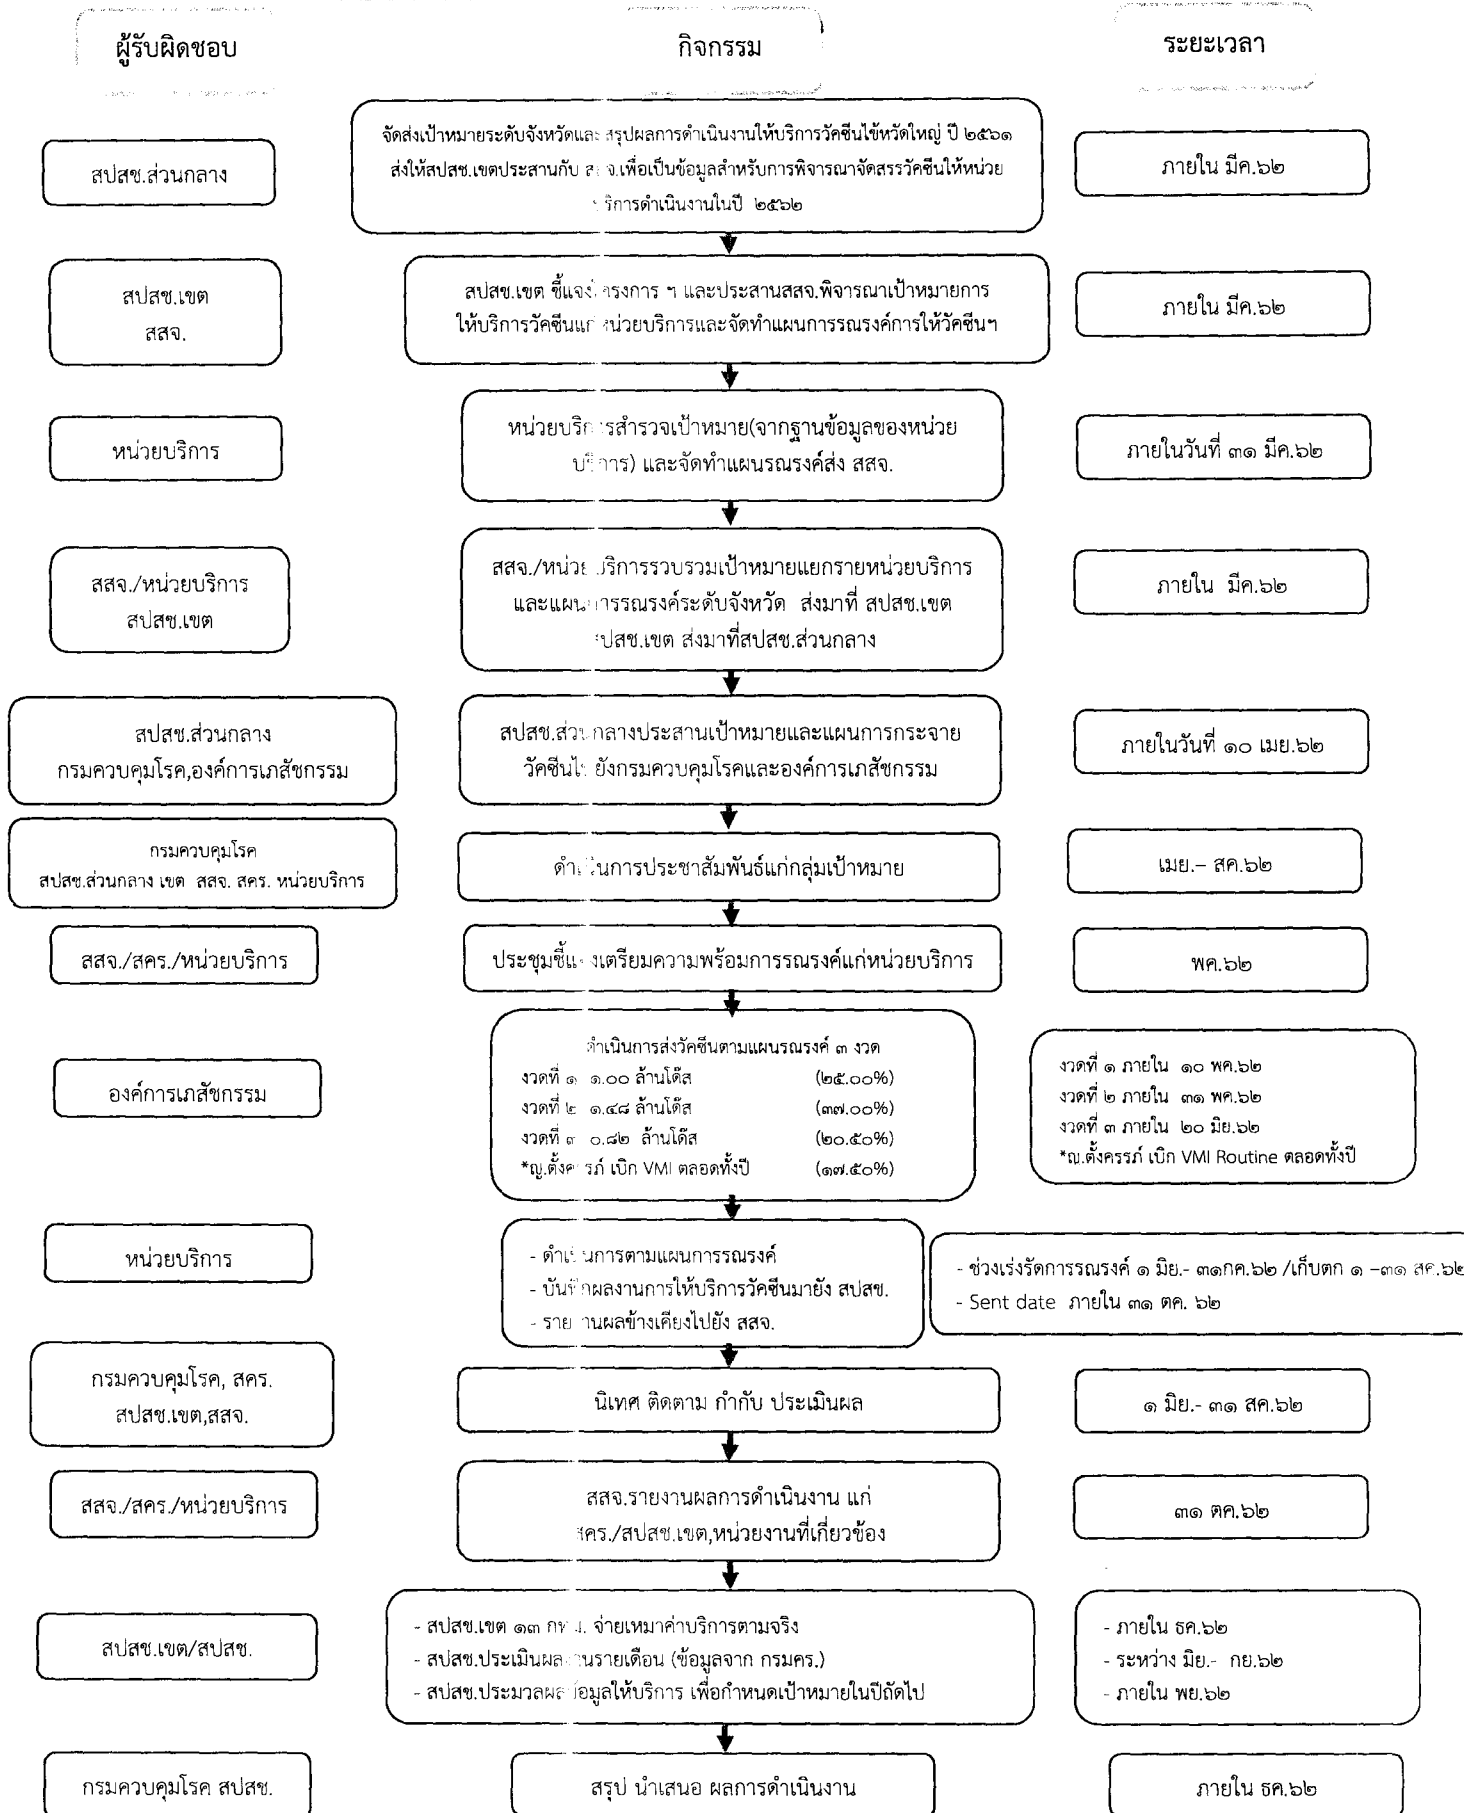 ผู้รับผิดชอบ
กิจกรรม
ระยะเวลา
สปสช.ส่วนกลาง
จัดส่งเป้าหมายระดับจังหวัดและสรุปผลการดำเนินงานให้บริการวัคซีนไข้หวัดใหญ่ ปี ๒๕๖๑
ส่งให้สปสช.เขตประสานกับ สสจ.เพื่อเป็นข้อมูลสำหรับการพิจารณาจัดสรรวัคซีนให้หน่วย
บริการดำเนินงานในปี ๒๕๖๒
ภายใน มีค.๖๒
สปสช.เขต
สสจ.
สปสช.เขต ชี้แจงโครงการ ฯ และประสานสสจ.พิจารณาเป้าหมายการ
ให้บริการวัคซีนแก่หน่วยบริการและจัดทำแผนการรณรงค์การให้วัคซีนฯ
ภายใน มีค.๖๒
หน่วยบริการ
หน่วยบริการสำรวจเป้าหมาย(จากฐานข้อมูลของหน่วย
บริการ) และจัดทำแผนรณรงค์ส่ง สสจ.
ภายในวันที่ ๓๑ มีค.๖๒
สสจ./หน่วยบริการ
สปสช.เขต
สสจ./หน่วยบริการรวบรวมเป้าหมายแยกรายหน่วยบริการ
และแผนการรณรงค์ระดับจังหวัด ส่งมาที่ สปสช.เขต
สปสช.เขต ส่งมาที่สปสช.ส่วนกลาง
ภายใน มีค.๖๒
สปสช.ส่วนกลาง
กรมควบคุมโรค,องค์การเภสัชกรรม
สปสช.ส่วนกลางประสานเป้าหมายและแผนการกระจาย
วัคซีนไปยังกรมควบคุมโรคและองค์การเภสัชกรรม
ภายในวันที่ ๑๐ เมย.๖๒
กรมควบคุมโรค
สปสช.ส่วนกลาง เขต สสจ. สคร. หน่วยบริการ
ดำเนินการประชาสัมพันธ์แก่กลุ่มเป้าหมาย
เมย.– สค.๖๒
สสจ./สคร./หน่วยบริการ
ประชุมชี้แจงเตรียมความพร้อมการรณรงค์แก่หน่วยบริการ
พค.๖๒
องค์การเภสัชกรรม
ดำเนินการส่งวัคซีนตามแผนรณรงค์ ๓ งวด
งวดที่ ๑ ๑.๐๐ ล้านโด๊ส (๒๕.๐๐%)
งวดที่ ๒ ๑.๔๘ ล้านโด๊ส (๓๗.๐๐%)
งวดที่ ๓ ๐.๘๒ ล้านโด๊ส (๒๐.๕๐%)
*ญ.ตั้งครรภ์ เบิก VMI ตลอดทั้งปี (๑๗.๕๐%)
งวดที่ ๑ ภายใน ๑๐ พค.๖๒
งวดที่ ๒ ภายใน ๓๑ พค.๖๒
งวดที่ ๓ ภายใน ๒๐ มิย.๖๒
*ญ.ตั้งครรภ์ เบิก VMI Routine ตลอดทั้งปี
หน่วยบริการ
- ดำเนินการตามแผนการรณรงค์
- บันทึกผลงานการให้บริการวัคซีนมายัง สปสช.
- รายงานผลข้างเคียงไปยัง สสจ.
- ช่วงเร่งรัดการรณรงค์ ๑ มิย.- ๓๑กค.๖๒ /เก็บตก ๑ –๓๑ สค.๖๒
- Sent date ภายใน ๓๑ ตค. ๖๒
กรมควบคุมโรค, สคร.
สปสช.เขต,สสจ.
นิเทศ ติดตาม กำกับ ประเมินผล
๑ มิย.- ๓๑ สค.๖๒
สสจ./สคร./หน่วยบริการ
สสจ.รายงานผลการดำเนินงาน แก่
สคร./สปสช.เขต,หน่วยงานที่เกี่ยวข้อง
๓๑ ตค.๖๒
สปสช.เขต/สปสช.
- สปสช.เขต ๑๓ กทม. จ่ายเหมาค่าบริการตามจริง
- สปสช.ประเมินผลงานรายเดือน (ข้อมูลจาก กรมคร.)
- สปสช.ประมวลผลข้อมูลให้บริการ เพื่อกำหนดเป้าหมายในปีถัดไป
- ภายใน ธค.๖๒
- ระหว่าง มิย.- กย.๖๒
- ภายใน พย.๖๒
กรมควบคุมโรค สปสช.
สรุป นำเสนอ ผลการดำเนินงาน
ภายใน ธค.๖๒